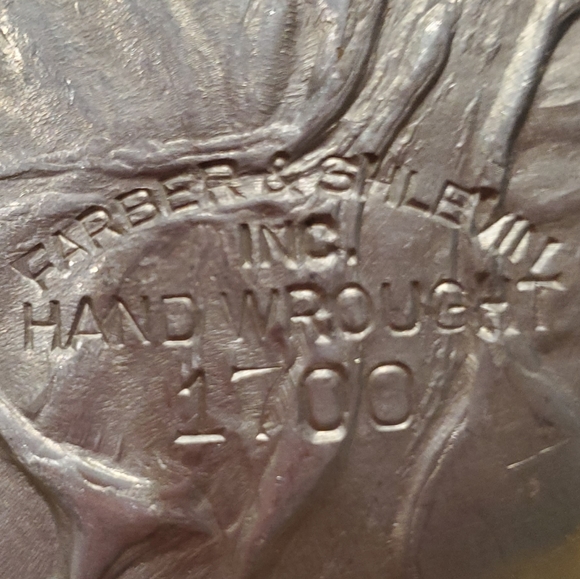 FARBER & SHLEVIN
INC.
HAND WROUGHT
1700